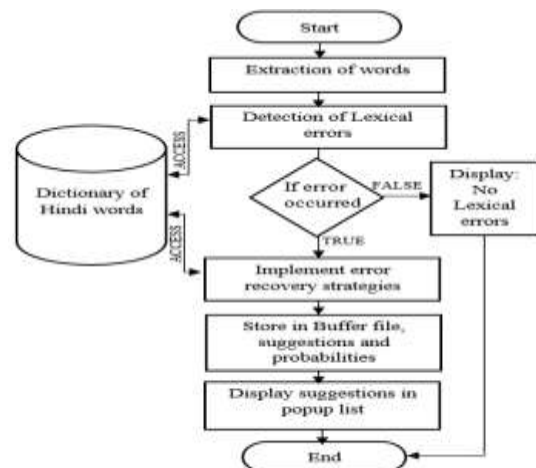 Start
Extraction of words
Detection of Lexical
errors
ACCESS
Dictionary of
Hindi words
If error
occurred
FALSE
Display:
No
Lexical
errors
TRUE
ACCESS
Implement error
recovery strategies
Store in Buffer file,
suggestions and
probabilities
Display suggestions in
popup list
End